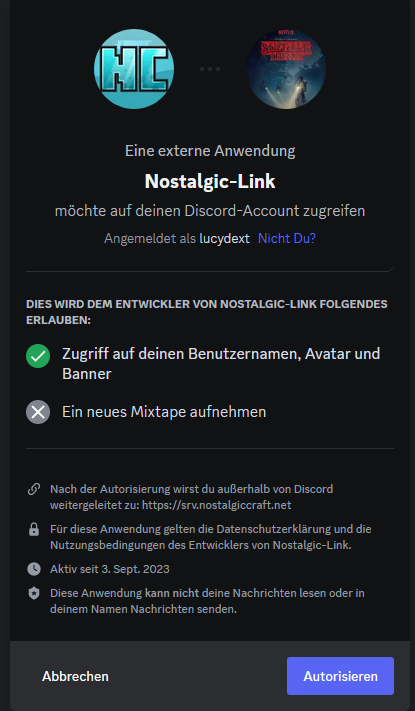 HC
NETFLIX
Eine externe Anwendung
Nostalgic-Link
möchte auf deinen Discord-Account zugreifen
Angemeldet als lucydext Nicht Du?
DIES WIRD DEM ENTWICKLER VON NOSTALGIC-LINK FOLGENDES
ERLAUBEN:
Zugriff auf deinen Benutzernamen, Avatar und
Banner
Ein neues Mixtape aufnehmen
Nach der Autorisierung wirst du außerhalb von Discord
weitergeleitet zu: https://srv.nostalgiccraft.net
Für diese Anwendung gelten die Datenschutzerklärung und die
Nutzungsbedingungen des Entwicklers von Nostalgic-Link.
Aktiv seit 3. Sept. 2023
Diese Anwendung kann nicht deine Nachrichten lesen oder in
deinem Namen Nachrichten senden.
Abbrechen
Autorisieren